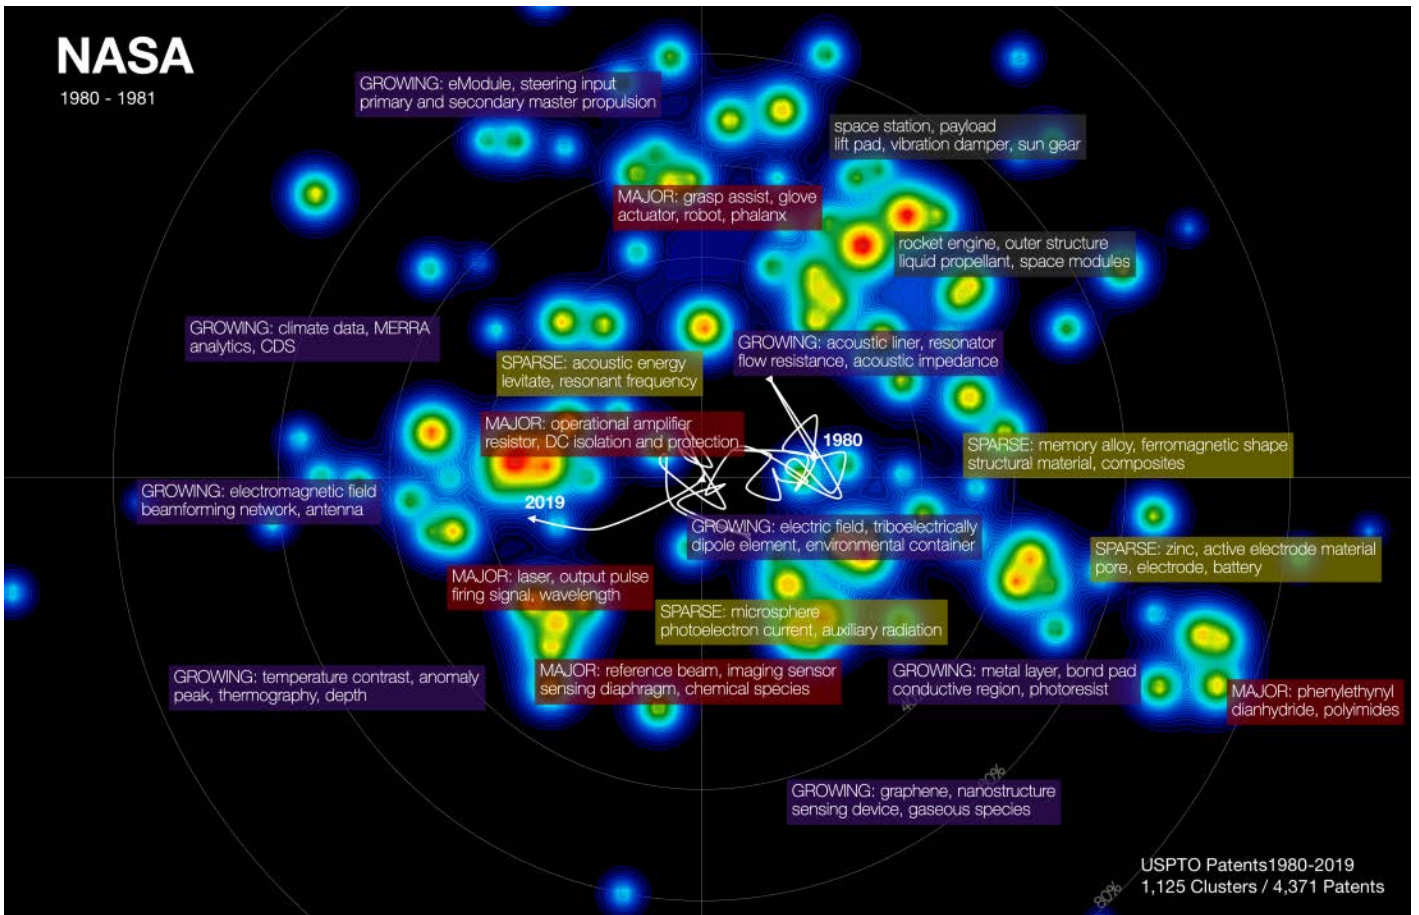 NASA
1980 - 1981
GROWING: eModule, steering input
primary and secondary master propulsion
space station, payload
lift pad, vibration damper, sun gear
MAJOR: grasp assist, glove
actuator, robot, phalanx
rocket engine, outer structure
liquid propellant, space modules
GROWING: climate data, MERRA
analytics, CDS
GROWING: acoustic liner, resonator
flow resistance, acoustic impedance
SPARSE: acoustic energy
levitate, resonant frequency
MAJOR: operational amplifier
resistor, DC isolation and protection
1980
SPARSE: memory alloy, ferromagnetic shape
structural material, composites
GROWING: electromagnetic field
beamforming network, antenna
2019
GROWING: electric field, triboelectrically
dipole element, environmental container
SPARSE: zinc, active electrode material
pore, electrode, battery
MAJOR: laser, output pulse
firing signal, wavelength
SPARSE: microsphere
photoelectron current, auxiliary radiation
GROWING: temperature contrast, anomaly
peak, thermography, depth
MAJOR: reference beam, imaging sensor
sensing diaphragm, chemical species
GROWING: metal layer, bond pad
conductive region, photoresist
MAJOR: phenylethynyl
dianhydride, polyimides
GROWING: graphene, nanostructure
sensing device, gaseous species
80%
USPTO Patents1980-2019
1,125 Clusters / 4,371 Patents